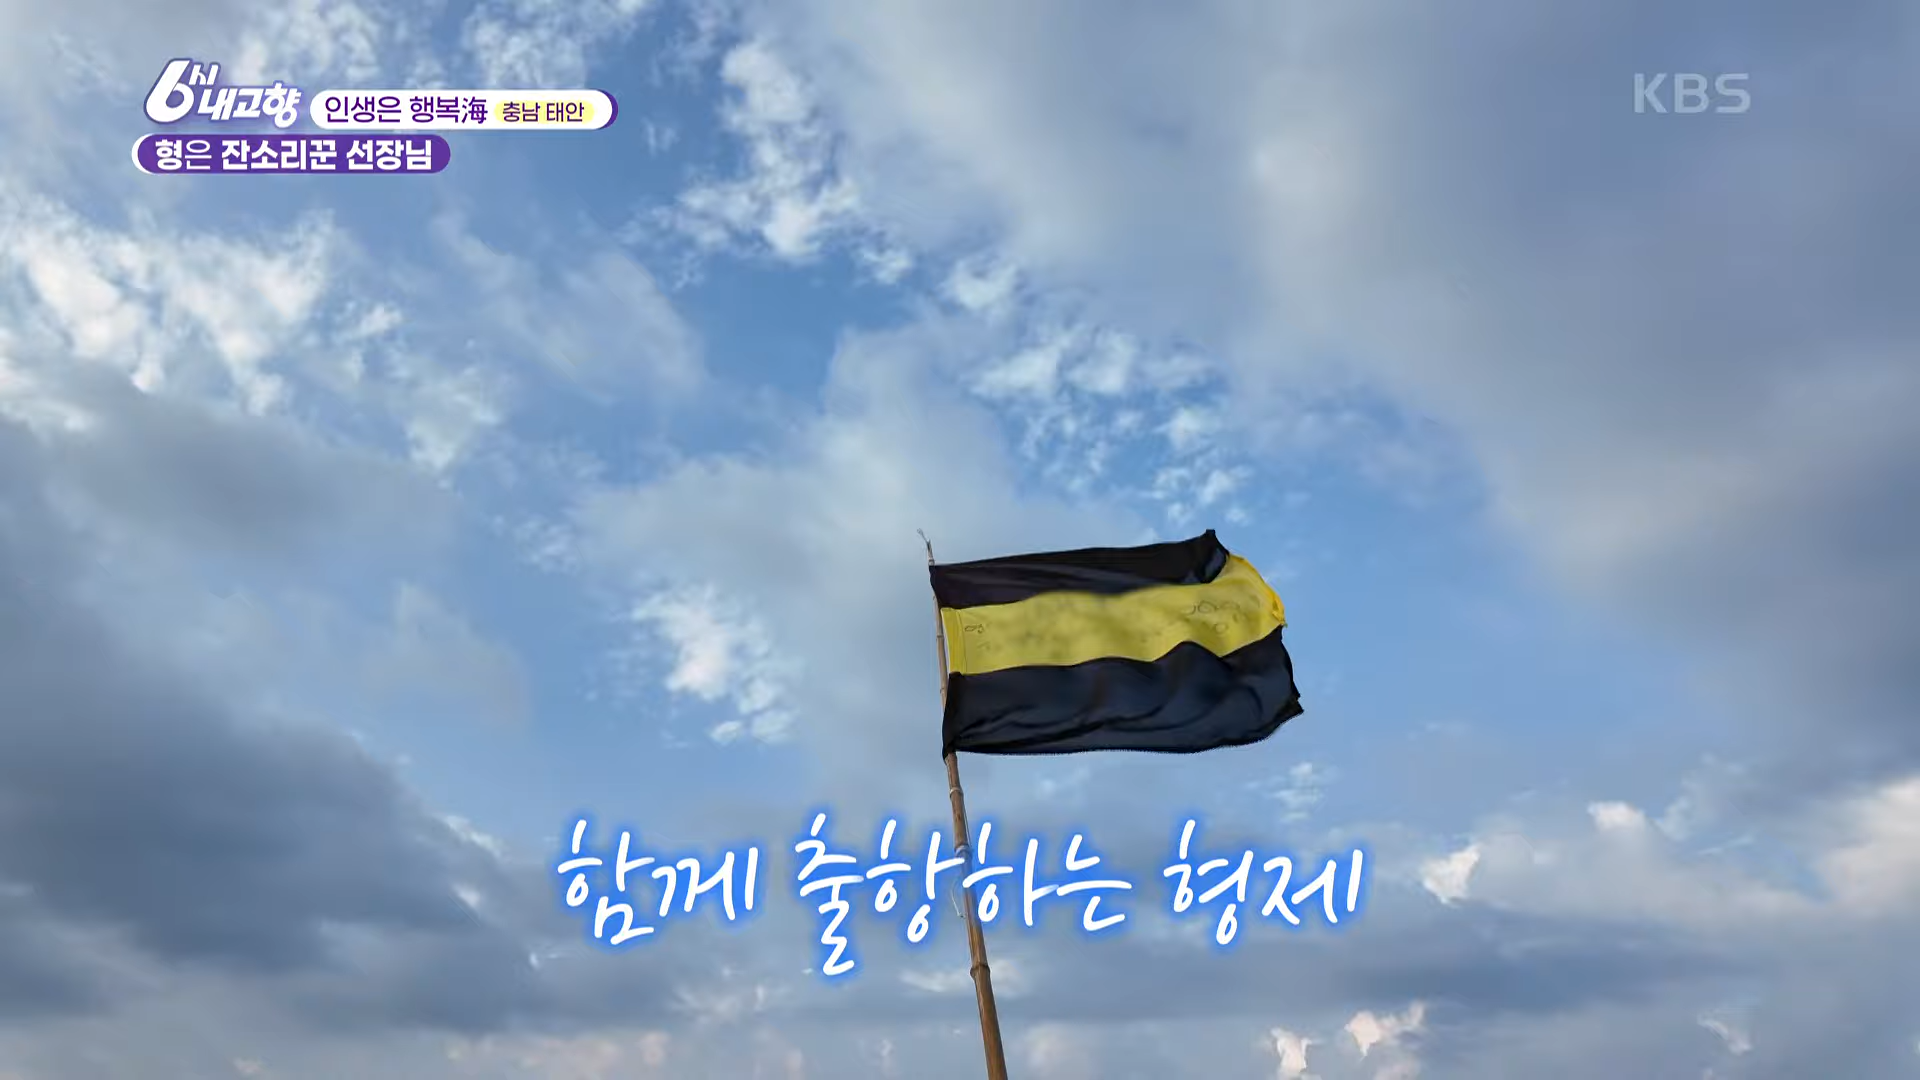 6시 내고향 인생은 행복海 충남 태안
형은 잔소리꾼 선장님
KBS
함께 출항하는 형제